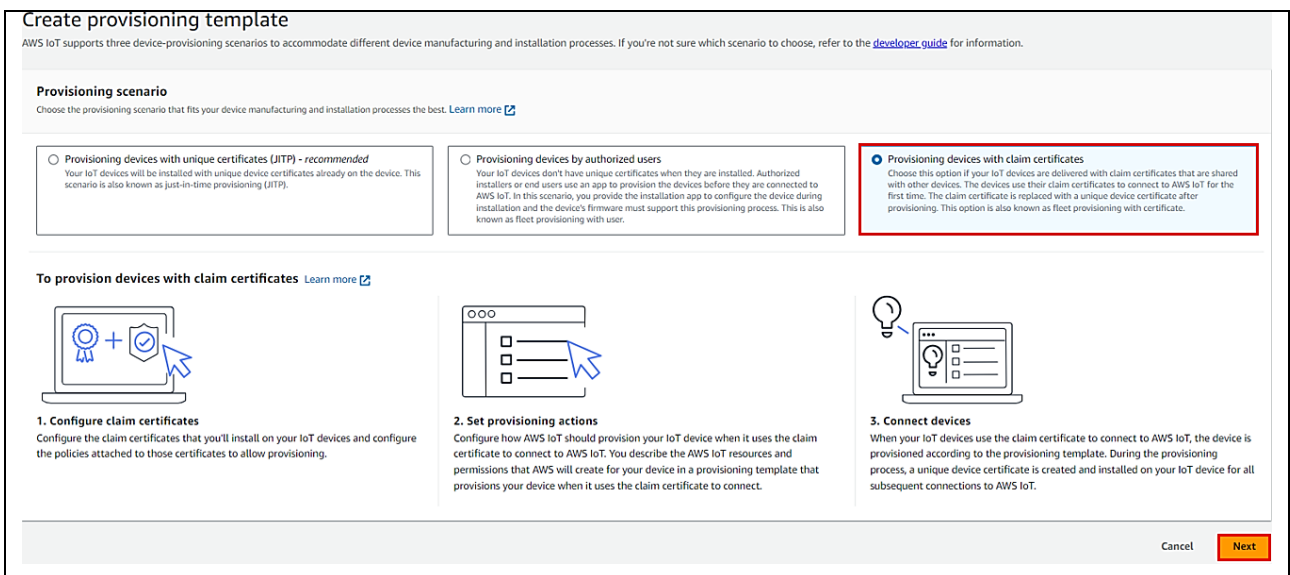 Create provisioning template
AWS IoT supports three device-provisioning scenarios to accommodate different device manufacturing and installation processes. If you're not sure which scenario to choose, refer to the developer guide for information.
Provisioning scenario
Choose the provisioning scenario that fits your device manufacturing and installation processes the best. Learn more
Provisioning devices with unique certificates (JITP) - recommended
Your IoT devices will be installed with unique device certificates already on the device. This
scenario is also known as just-in-time provisioning (JITP).
Provisioning devices by authorized users
Your IoT devices don't have unique certificates when they are installed. Authorized
installers or end users use an app to provision the devices before they are connected to
AWS IoT. In this scenario, you provide the installation app to configure the device during
installation and the device's firmware must support this provisioning process. This is also
known as fleet provisioning with user.
Provisioning devices with claim certificates
Choose this option if your IoT devices are delivered with claim certificates that are shared
with other devices. The devices use their claim certificates to connect to AWS IoT for the
first time. The claim certificate is replaced with a unique device certificate after
provisioning. This option is also known as fleet provisioning with certificate.
To provision devices with claim certificates Learn more
1. Configure claim certificates
Configure the claim certificates that you'll install on your IoT devices and configure
the policies attached to those certificates to allow provisioning.
2. Set provisioning actions
Configure how AWS IoT should provision your IoT device when it uses the claim
certificate to connect to AWS IoT. You describe the AWS IoT resources and
permissions that AWS will create for your device in a provisioning template that
provisions your device when it uses the claim certificate to connect.
3. Connect devices
When your IoT devices use the claim certificate to connect to AWS IoT, the device is
provisioned according to the provisioning template. During the provisioning
process, a unique device certificate is created and installed on your IoT device for all
subsequent connections to AWS IoT.
Cancel
Next